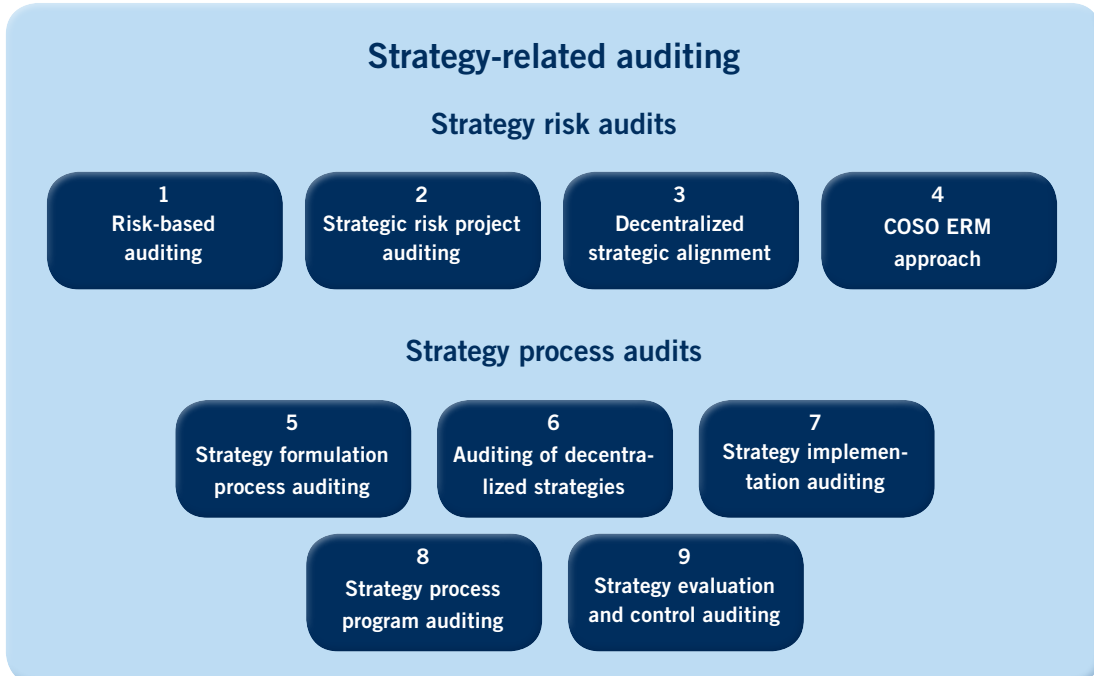 Strategy-related auditing
Strategy risk audits
1
Risk-based
auditing
2
Strategic risk project
auditing
3
Decentralized
strategic alignment
4
COSO ERM
approach
Strategy process audits
5
Strategy formulation
process auditing
6
Auditing of decentra-
lized strategies
7
Strategy implemen-
tation auditing
8
Strategy process
program auditing
9
Strategy evaluation
and control auditing